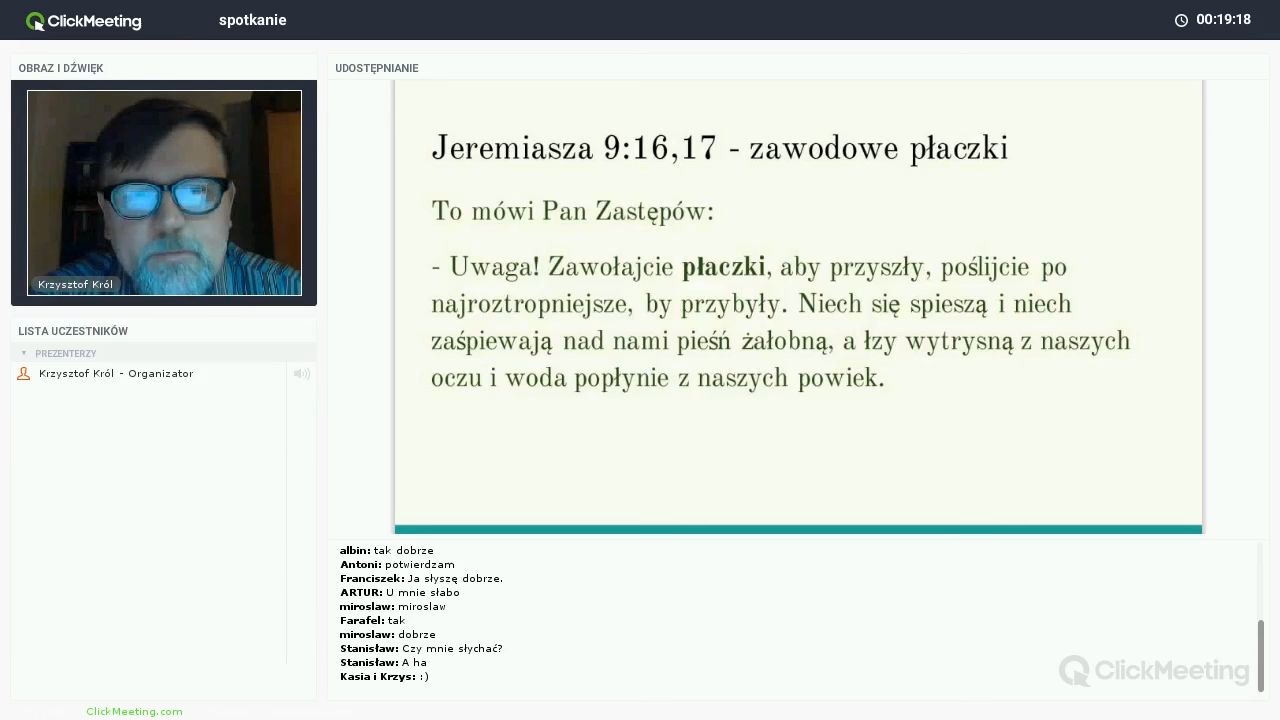 ClickMeeting
spotkanie
00:19:18
OBRAZ I DŹWIĘK
Krzysztof Król
LISTA UCZESTNIKÓW
PREZENTERZY
Krzysztof Król - Organizator
ClickMeeting.com
UDOSTĘPNIANIE
Jeremiasza 9:16,17 - zawodowe płaczki
To mówi Pan Zastępów:
- Uwaga! Zawołajcie płaczki, aby przyszły, poślijcie po
najroztropniejsze, by przybyły. Niech się spieszą i niech
zaśpiewają nad nami pieśń żałobną, a łzy wytrysną z naszych
oczu i woda popłynie z naszych powiek.
albin: tak dobrze
Antoni: potwierdzam
Franciszek: Ja słyszę dobrze.
ARTUR: U mnie słabo
miroslaw: miroslaw
Farafel: tak
miroslaw: dobrze
Stanisław: Czy mnie słychać?
Stanisław: A ha
Kasia i Krzys: :)
ClickMeeting